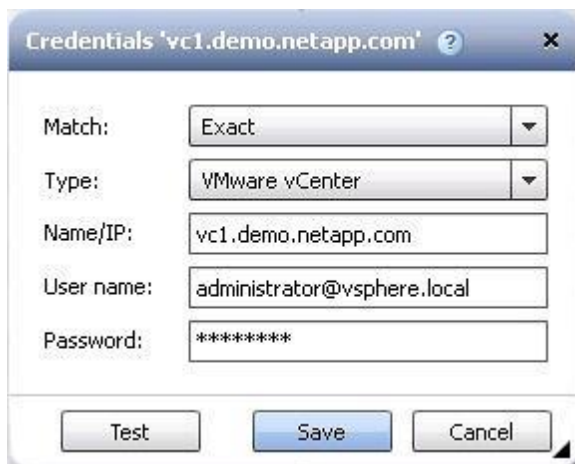 Credentials 'vc1.demo.netapp.com' ?
Match: Exact
Type: VMware vCenter
Name/IP: vc1.demo.netapp.com
User name: administrator@vsphere.local
Password: ********
Test Save Cancel